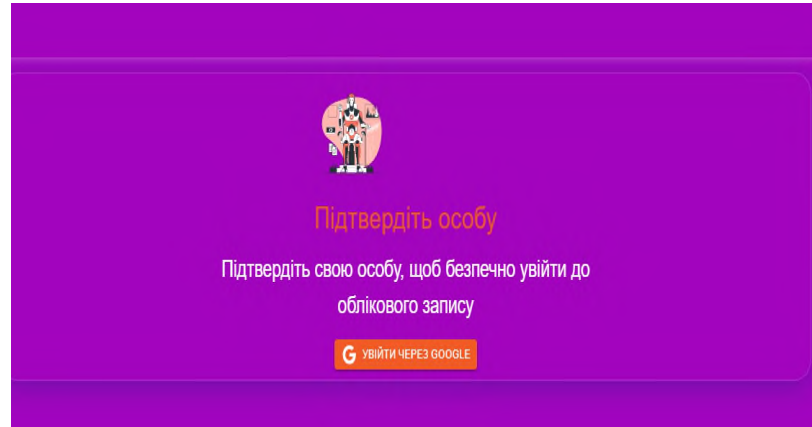 Підтвердіть особу
Підтвердіть свою особу, щоб безпечно увійти до
облікового запису
УВІЙТИ ЧЕРЕЗ GOOGLE